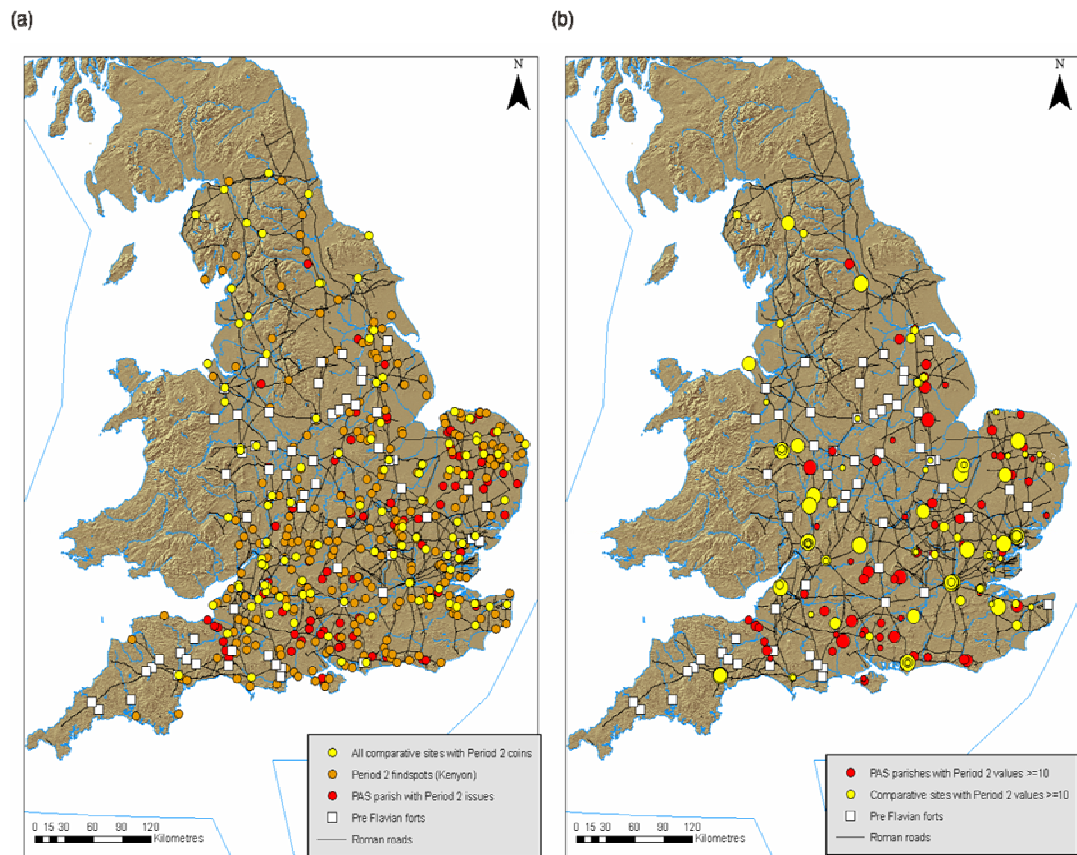 (a)
(b)
N
N
All comparative sites with Period 2 coins
Period 2 findspots (Kenyon)
PAS parish with Period 2 issues
Pre Flavian forts
Roman roads
0 15 30 60 90 120
Kilometres
PAS parishes with Period 2 values >=10
Comparative sites with Period 2 values >=10
Pre Flavian forts
Roman roads
0 15 30 60 90 120
Kilometres